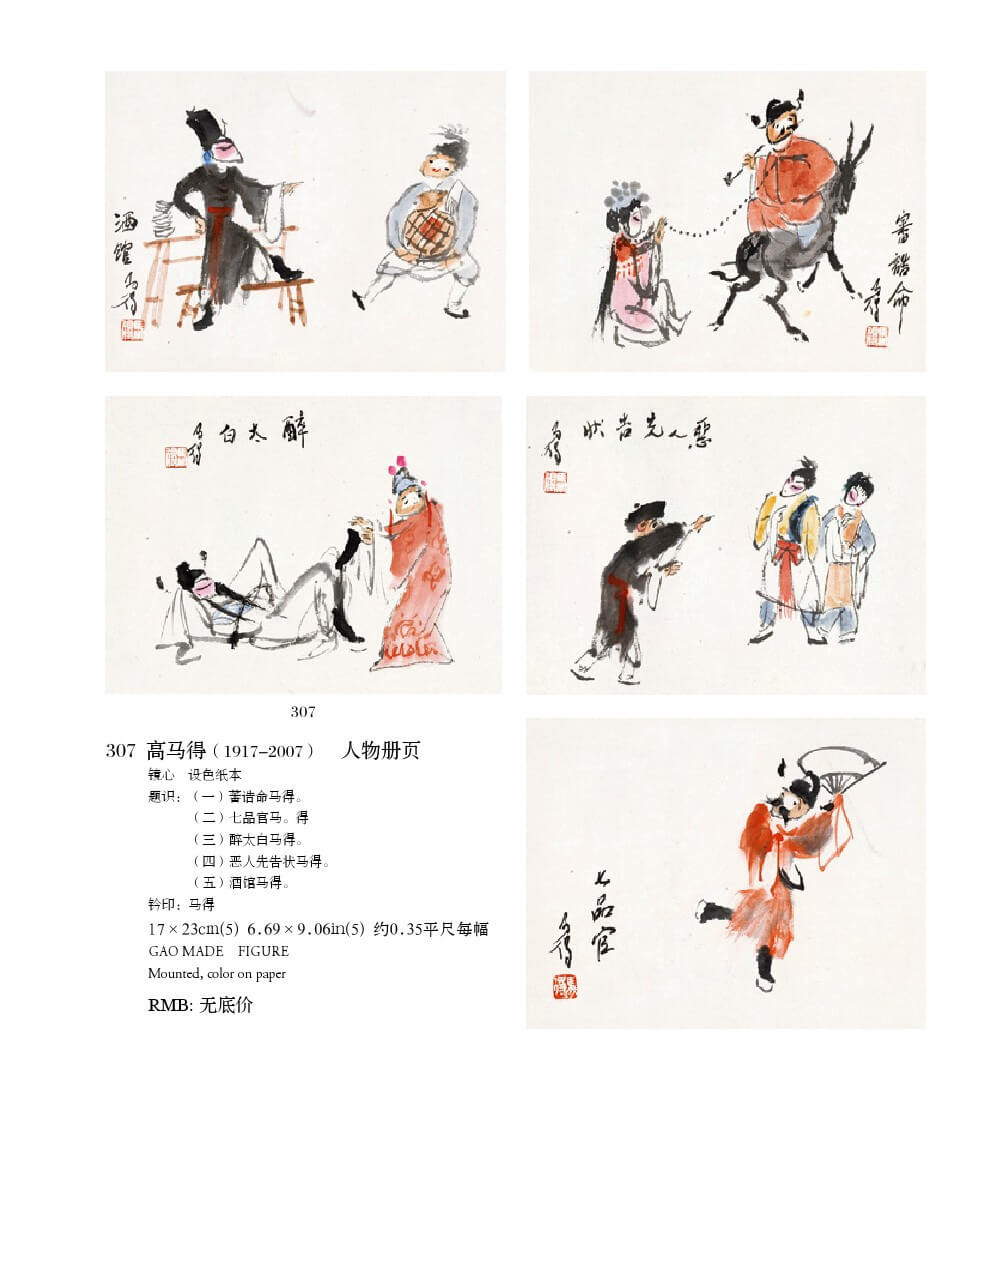 酒館
马得
審誥命
马得
醉太白
马得
惡人先告状
马得
307
307 高马得（1917-2007） 人物册页
镜心 设色纸本
题识：（一）蕃诰命马得。
（二）七品官马。得
（三）醉太白马得。
（四）恶人先告状马得。
（五）酒馆马得。
钤印：马得
17×23cm(5) 6.69×9.06in(5) 约0.35平尺每幅
GAO MADE FIGURE
Mounted, color on paper
RMB: 无底价
七品官
马得